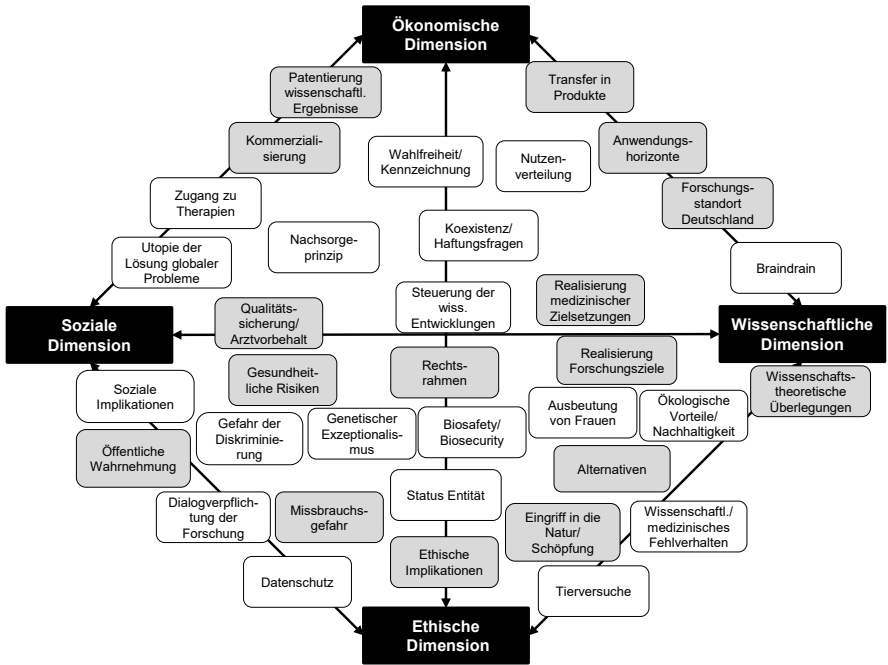 Ökonomische
Dimension
Patentierung
wissenschaftl.
Ergebnisse
Transfer in
Produkte
Kommerziali-
sierung
Wahlfreiheit/
Kennzeichnung
Nutzen-
verteilung
Anwendungs-
horizonte
Zugang zu
Therapien
Forschungs-
standort
Deutschland
Utopie der
Lösung globaler
Probleme
Nachsorge-
prinzip
Koexistenz/
Haftungsfragen
Braindrain
Steuerung der
wiss.
Entwicklungen
Realisierung
medizinischer
Zielsetzungen
Soziale
Dimension
Qualitäts-
sicherung/
Arztvorbehalt
Wissenschaftliche
Dimension
Gesundheit-
liche Risiken
Rechts-
rahmen
Realisierung
Forschungsziele
Wissenschafts-
theoretische
Überlegungen
Soziale
Implikationen
Gefahr der
Diskriminie-
rung
Genetischer
Exzeptionalis-
mus
Biosafety/
Biosecurity
Ausbeutung
von Frauen
Ökologische
Vorteile/
Nachhaltigkeit
Öffentliche
Wahrnehmung
Alternativen
Dialogverpflich-
tung der
Forschung
Missbrauchs-
gefahr
Status Entität
Eingriff in die
Natur/
Schöpfung
Wissenschaftl./
medizinisches
Fehlverhalten
Datenschutz
Ethische
Implikationen
Tierversuche
Ethische
Dimension